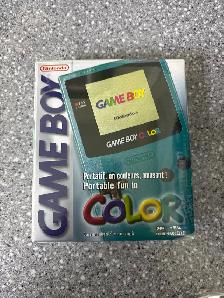 Nintendo
GAME BOY
GAME BOY
Nintendo
GAME BOY COLOR
Portatif, en couleurs, amusant!
Portable fun in
COLOR